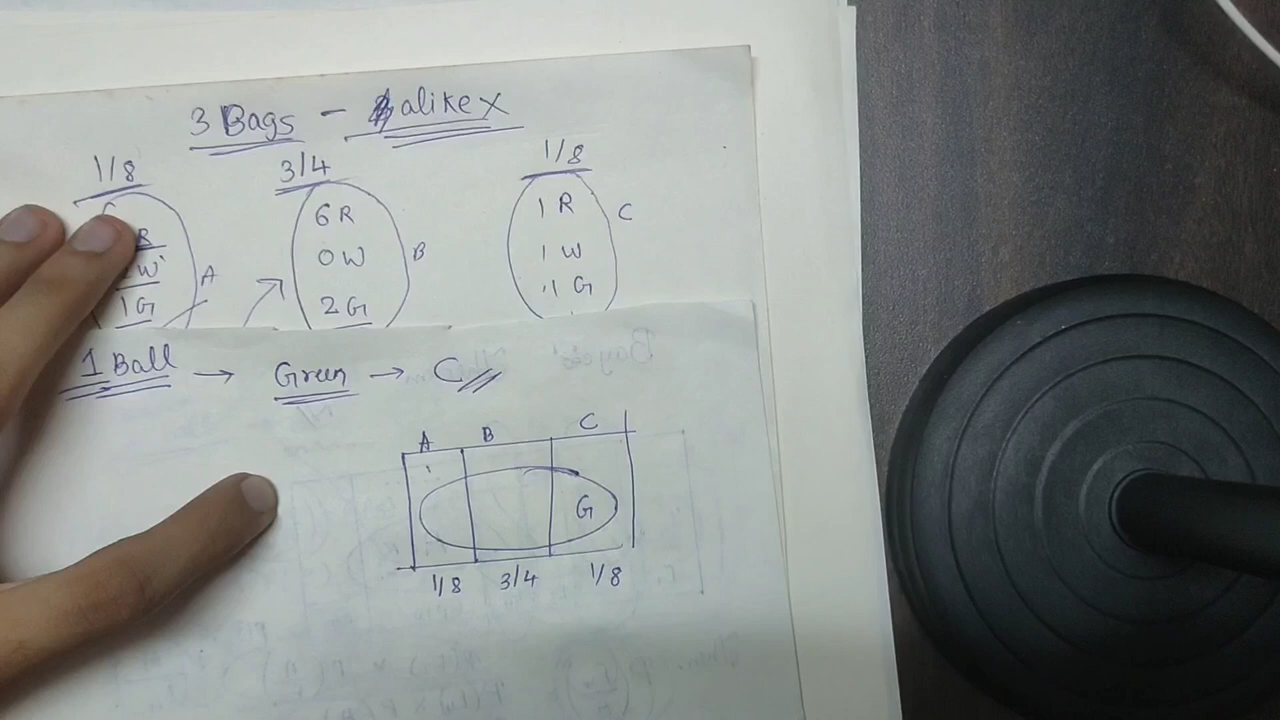 3 Bags - alike X
1/8 3/4 1/8
R 6 R 1 R C
W 0 W B 1 W
A
1 G 2 G 1 G
1 Ball → Green → C
A B C
G
1/8 3/4 1/8